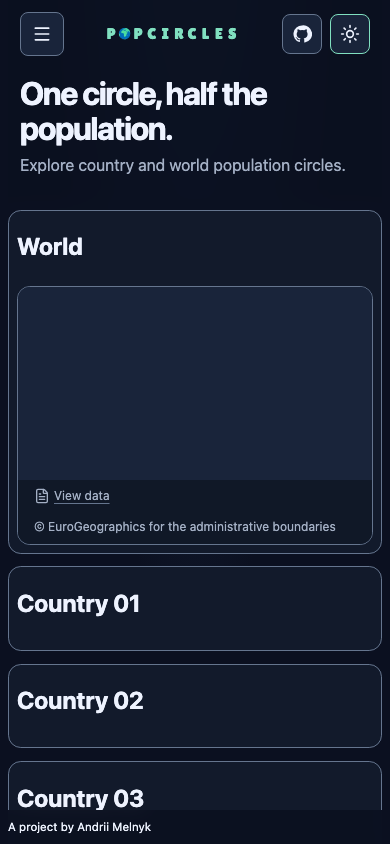 POPCIRCLES
One circle, half the
population.
Explore country and world population circles.
World
View data
© EuroGeographics for the administrative boundaries
Country 01
Country 02
Country 03
A project by Andrii Melnyk